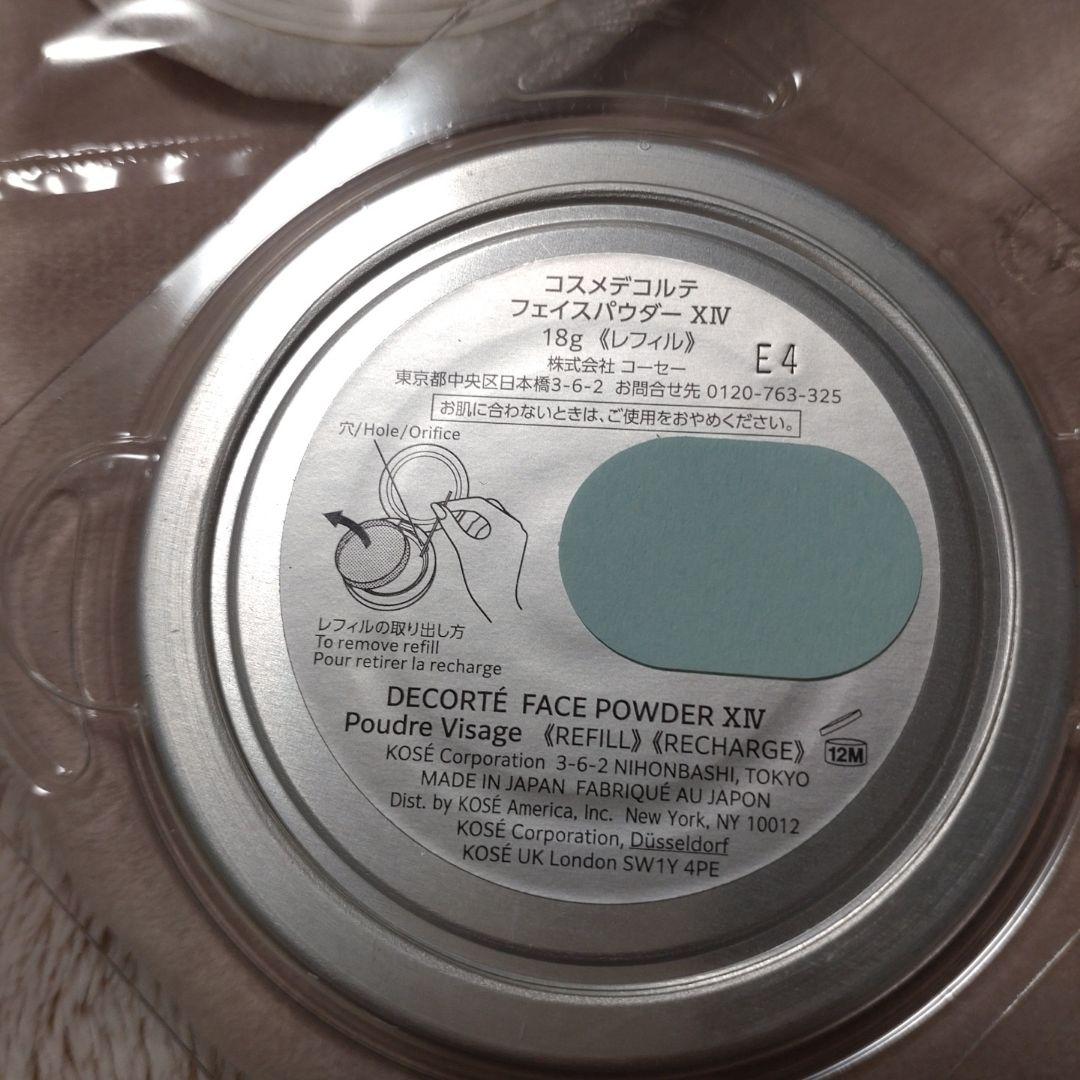 コスメデコルテ
フェイスパウダー XIV
18g 《レフィル》
E4
株式会社 コーセー
東京都中央区日本橋3-6-2 お問合せ先 0120-763-325
お肌に合わないときは、ご使用をおやめください。
穴/Hole/Orifice
レフィルの取り出し方
To remove refill
Pour retirer la recharge
DECORTÉ FACE POWDER XIV
Poudre Visage 《REFILL》《RECHARGE》
12M
KOSÉ Corporation 3-6-2 NIHONBASHI, TOKYO
MADE IN JAPAN FABRIQUÉ AU JAPON
Dist. by KOSÉ America, Inc. New York, NY 10012
KOSÉ Corporation, Düsseldorf
KOSÉ UK London SW1Y 4PE